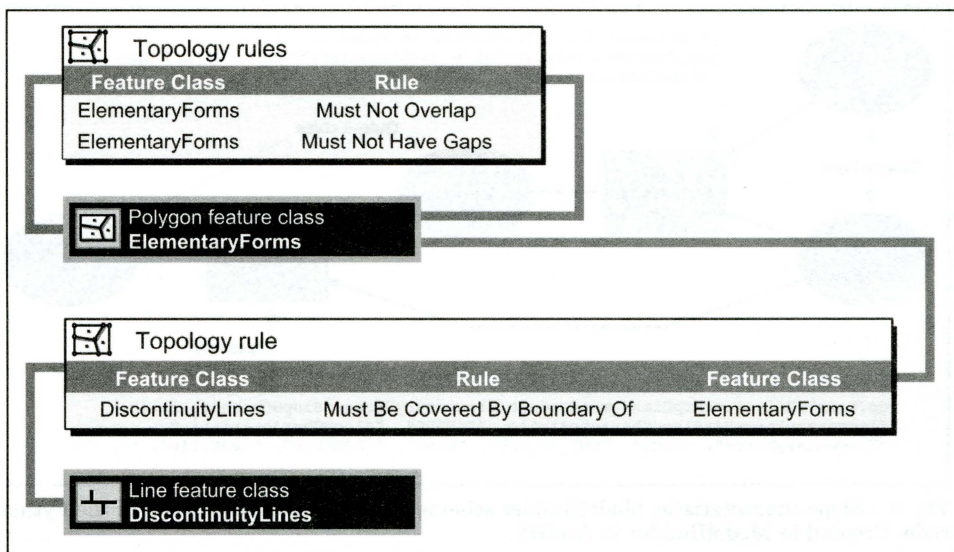 Topology rules
Feature Class Rule
ElementaryForms Must Not Overlap
ElementaryForms Must Not Have Gaps
Polygon feature class
ElementaryForms
Topology rule
Feature Class Rule Feature Class
DiscontinuityLines Must Be Covered By Boundary Of ElementaryForms
Line feature class
DiscontinuityLines